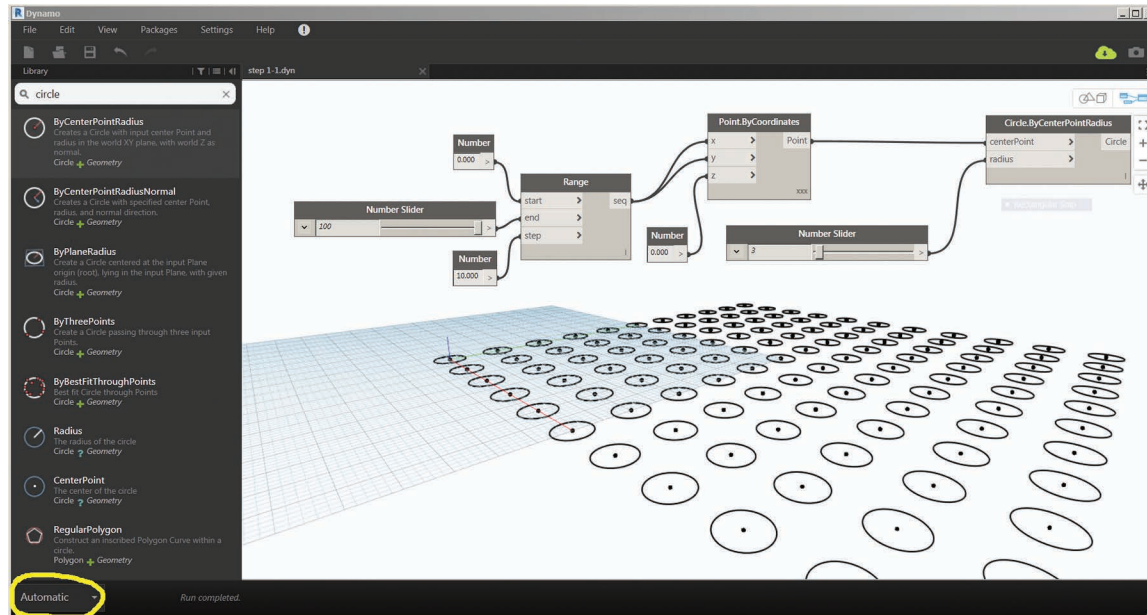 Dynamo
File Edit View Packages Settings Help
Library
step 1-1.dyn
circle
ByCenterPointRadius
Creates a Circle with input center Point and
radius in the world XY plane, with world Z as
normal.
Circle Geometry
ByCenterPointRadiusNormal
Creates a Circle with specified center Point,
radius, and normal direction.
Circle Geometry
ByPlaneRadius
Create a Circle centered at the input Plane
origin (root), lying in the input Plane, with given
radius.
Circle Geometry
ByThreePoints
Create a Circle passing through three input
Points.
Circle Geometry
ByBestFitThroughPoints
Best fit Circle through Points
Circle Geometry
Radius
The radius of the circle
Circle ? Geometry
CenterPoint
The center of the circle
Circle ? Geometry
RegularPolygon
Construct an inscribed Polygon Curve within a
circle.
Polygon Geometry
Number
0.000 >
Number Slider
100 >
Number
10.000 >
Range
start > seq
end >
step >
l
Number
0.000 >
Point.ByCoordinates
x > Point
y >
z >
xxx
Number Slider
3 >
Circle.ByCenterPointRadius
centerPoint > Circle
radius >
l
Automatic
Run completed.